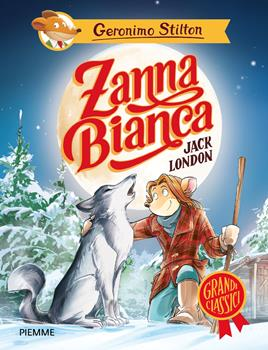 Geronimo Stilton
Zanna
Bianca
JACK
LONDON
GRANDI
CLASSICI
PIEMME